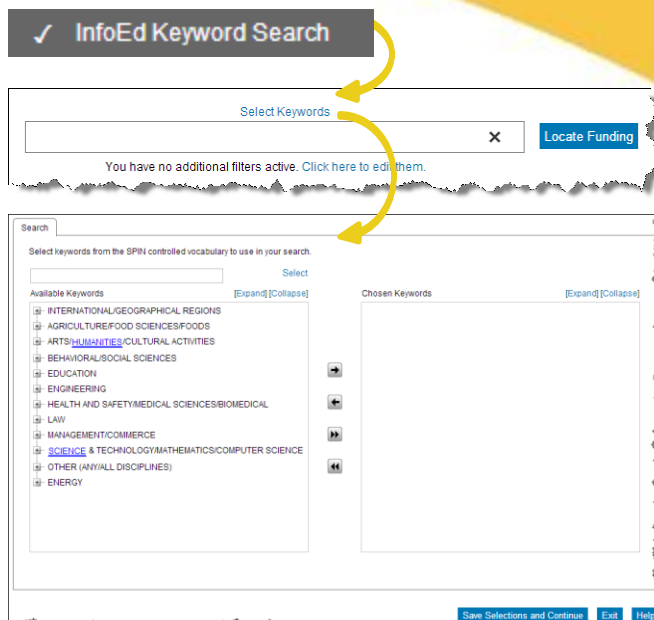 ✓ InfoEd Keyword Search
Select Keywords
× Locate Funding
You have no additional filters active. Click here to edit them.
Search
Select keywords from the SPIN controlled vocabulary to use in your search.
Select
Available Keywords [Expand] [Collapse] Chosen Keywords [Expand] [Collapse]
INTERNATIONAL/GEOGRAPHICAL REGIONS
AGRICULTURE/FOOD SCIENCES/FOODS
ARTS/HUMANITIES/CULTURAL ACTIVITIES
BEHAVIORAL/SOCIAL SCIENCES
EDUCATION
ENGINEERING
HEALTH AND SAFETY/MEDICAL SCIENCES/BIOMEDICAL
LAW
MANAGEMENT/COMMERCE
SCIENCE & TECHNOLOGY/MATHEMATICS/COMPUTER SCIENCE
OTHER (ANY/ALL DISCIPLINES)
ENERGY
Save Selections and Continue Exit Help